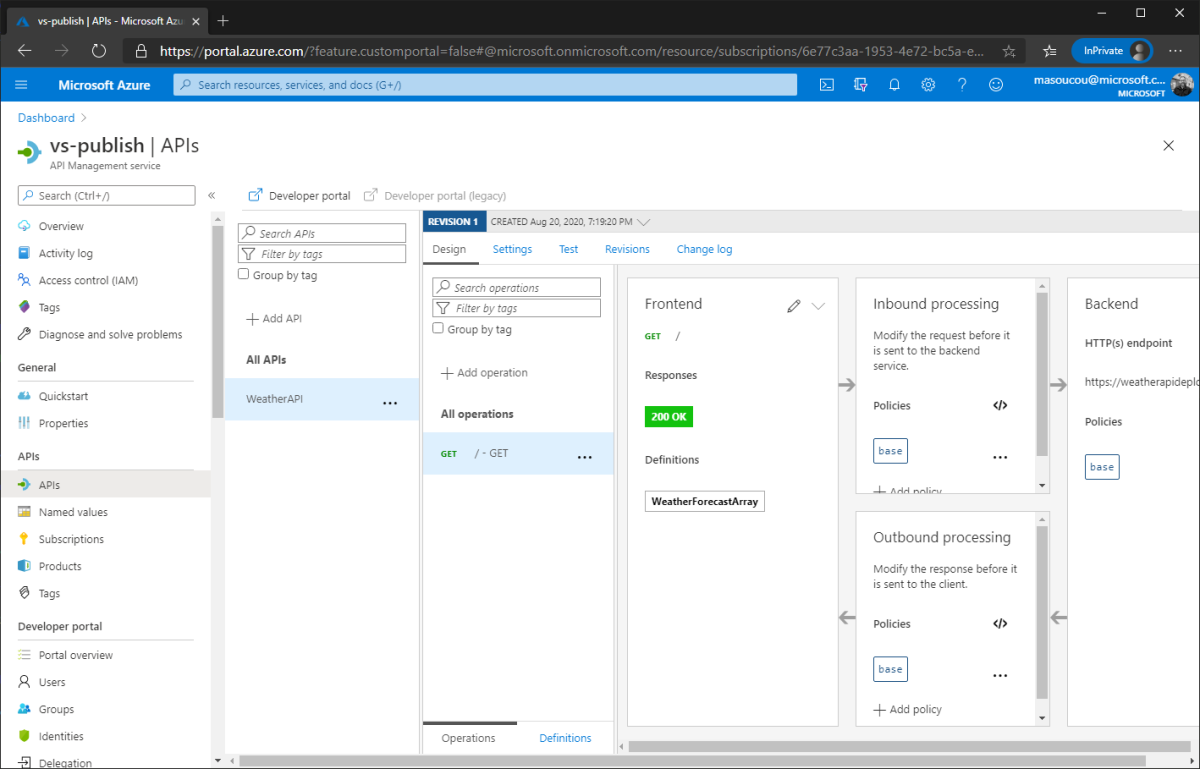 vs-publish | APIs - Microsoft Azu
https://portal.azure.com/?feature.customportal=false#@microsoft.onmicrosoft.com/resource/subscriptions/6e77c3aa-1953-4e72-bc5a-e...
InPrivate
Microsoft Azure
Search resources, services, and docs (G+/)
masoucou@microsoft.c...
MICROSOFT
Dashboard
vs-publish | APIs
API Management service
Search (Ctrl+/)
Overview
Activity log
Access control (IAM)
Tags
Diagnose and solve problems
General
Quickstart
Properties
APIs
APIs
Named values
Subscriptions
Products
Tags
Developer portal
Portal overview
Users
Groups
Identities
Delegation
Developer portal
Developer portal (legacy)
Search APIs
Filter by tags
Group by tag
Add API
All APIs
WeatherAPI
...
REVISION 1
CREATED Aug 20, 2020, 7:19:20 PM
Design
Settings
Test
Revisions
Change log
Search operations
Filter by tags
Group by tag
Add operation
All operations
GET / - GET
...
Operations
Definitions
Frontend
GET /
Responses
200 OK
Definitions
WeatherForecastArray
Inbound processing
Modify the request before it
is sent to the backend
service.
Policies
</>
base
...
Add policy
Outbound processing
Modify the response before it
is sent to the client.
Policies
</>
base
...
Add policy
Backend
HTTP(s) endpoint
https://weatherapideplo
Policies
base